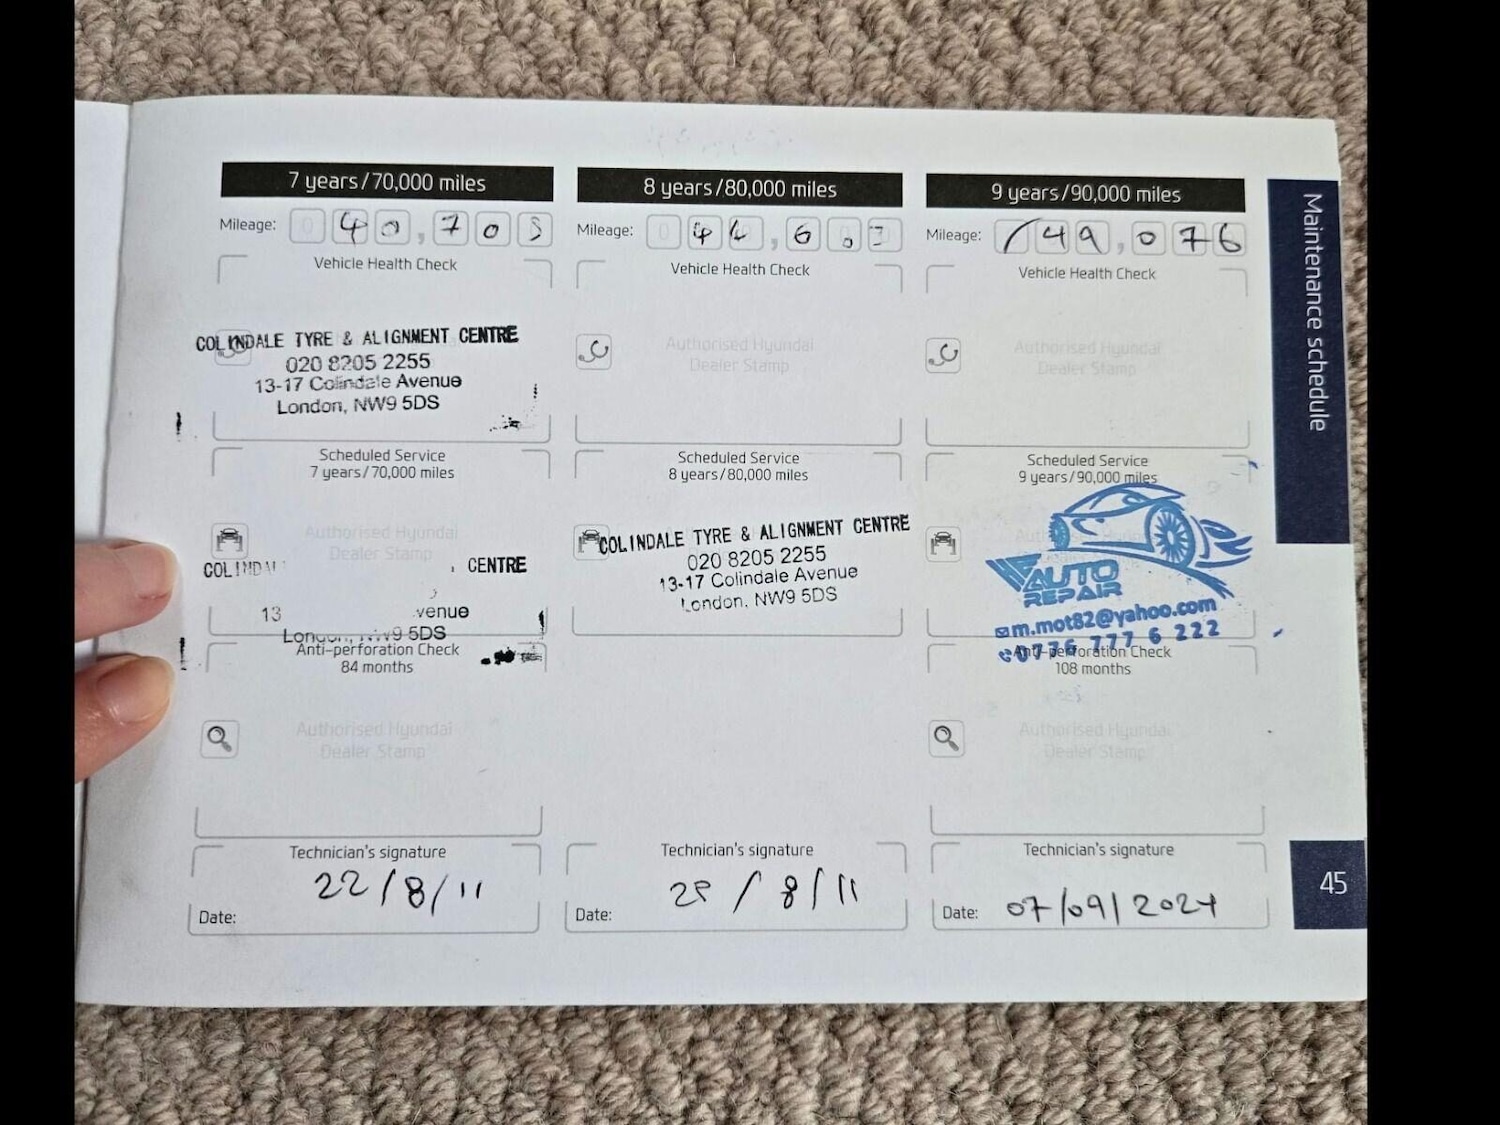 7 years/70,000 miles
Mileage: 40,705
Vehicle Health Check
COLINDALE TYRE & ALIGNMENT CENTRE
020 8205 2255
13-17 Colindale Avenue
London, NW9 5DS
Scheduled Service
7 years/70,000 miles
Authorised Hyundai
Dealer Stamp
CENTRE
13 venue
London, NW9 5DS
Anti-perforation Check
84 months
Authorised Hyundai
Dealer Stamp
Technician's signature
22/8/11
Date:
8 years/80,000 miles
Mileage:
Vehicle Health Check
Authorised Hyundai
Dealer Stamp
Scheduled Service
8 years/80,000 miles
COLINDALE TYRE & ALIGNMENT CENTRE
020 8205 2255
13-17 Colindale Avenue
London, NW9 5DS
Technician's signature
/8/11
Date:
9 years/90,000 miles
Mileage: 49,076
Vehicle Health Check
Authorised Hyundai
Dealer Stamp
Scheduled Service
9 years/90,000 miles
AUTO
REPAIR
m.mot82@yahoo.com
0776 777 6 222
Anti-perforation Check
108 months
Authorised Hyundai
Dealer Stamp
Technician's signature
Date: 07/09/2024
Maintenance schedule
45